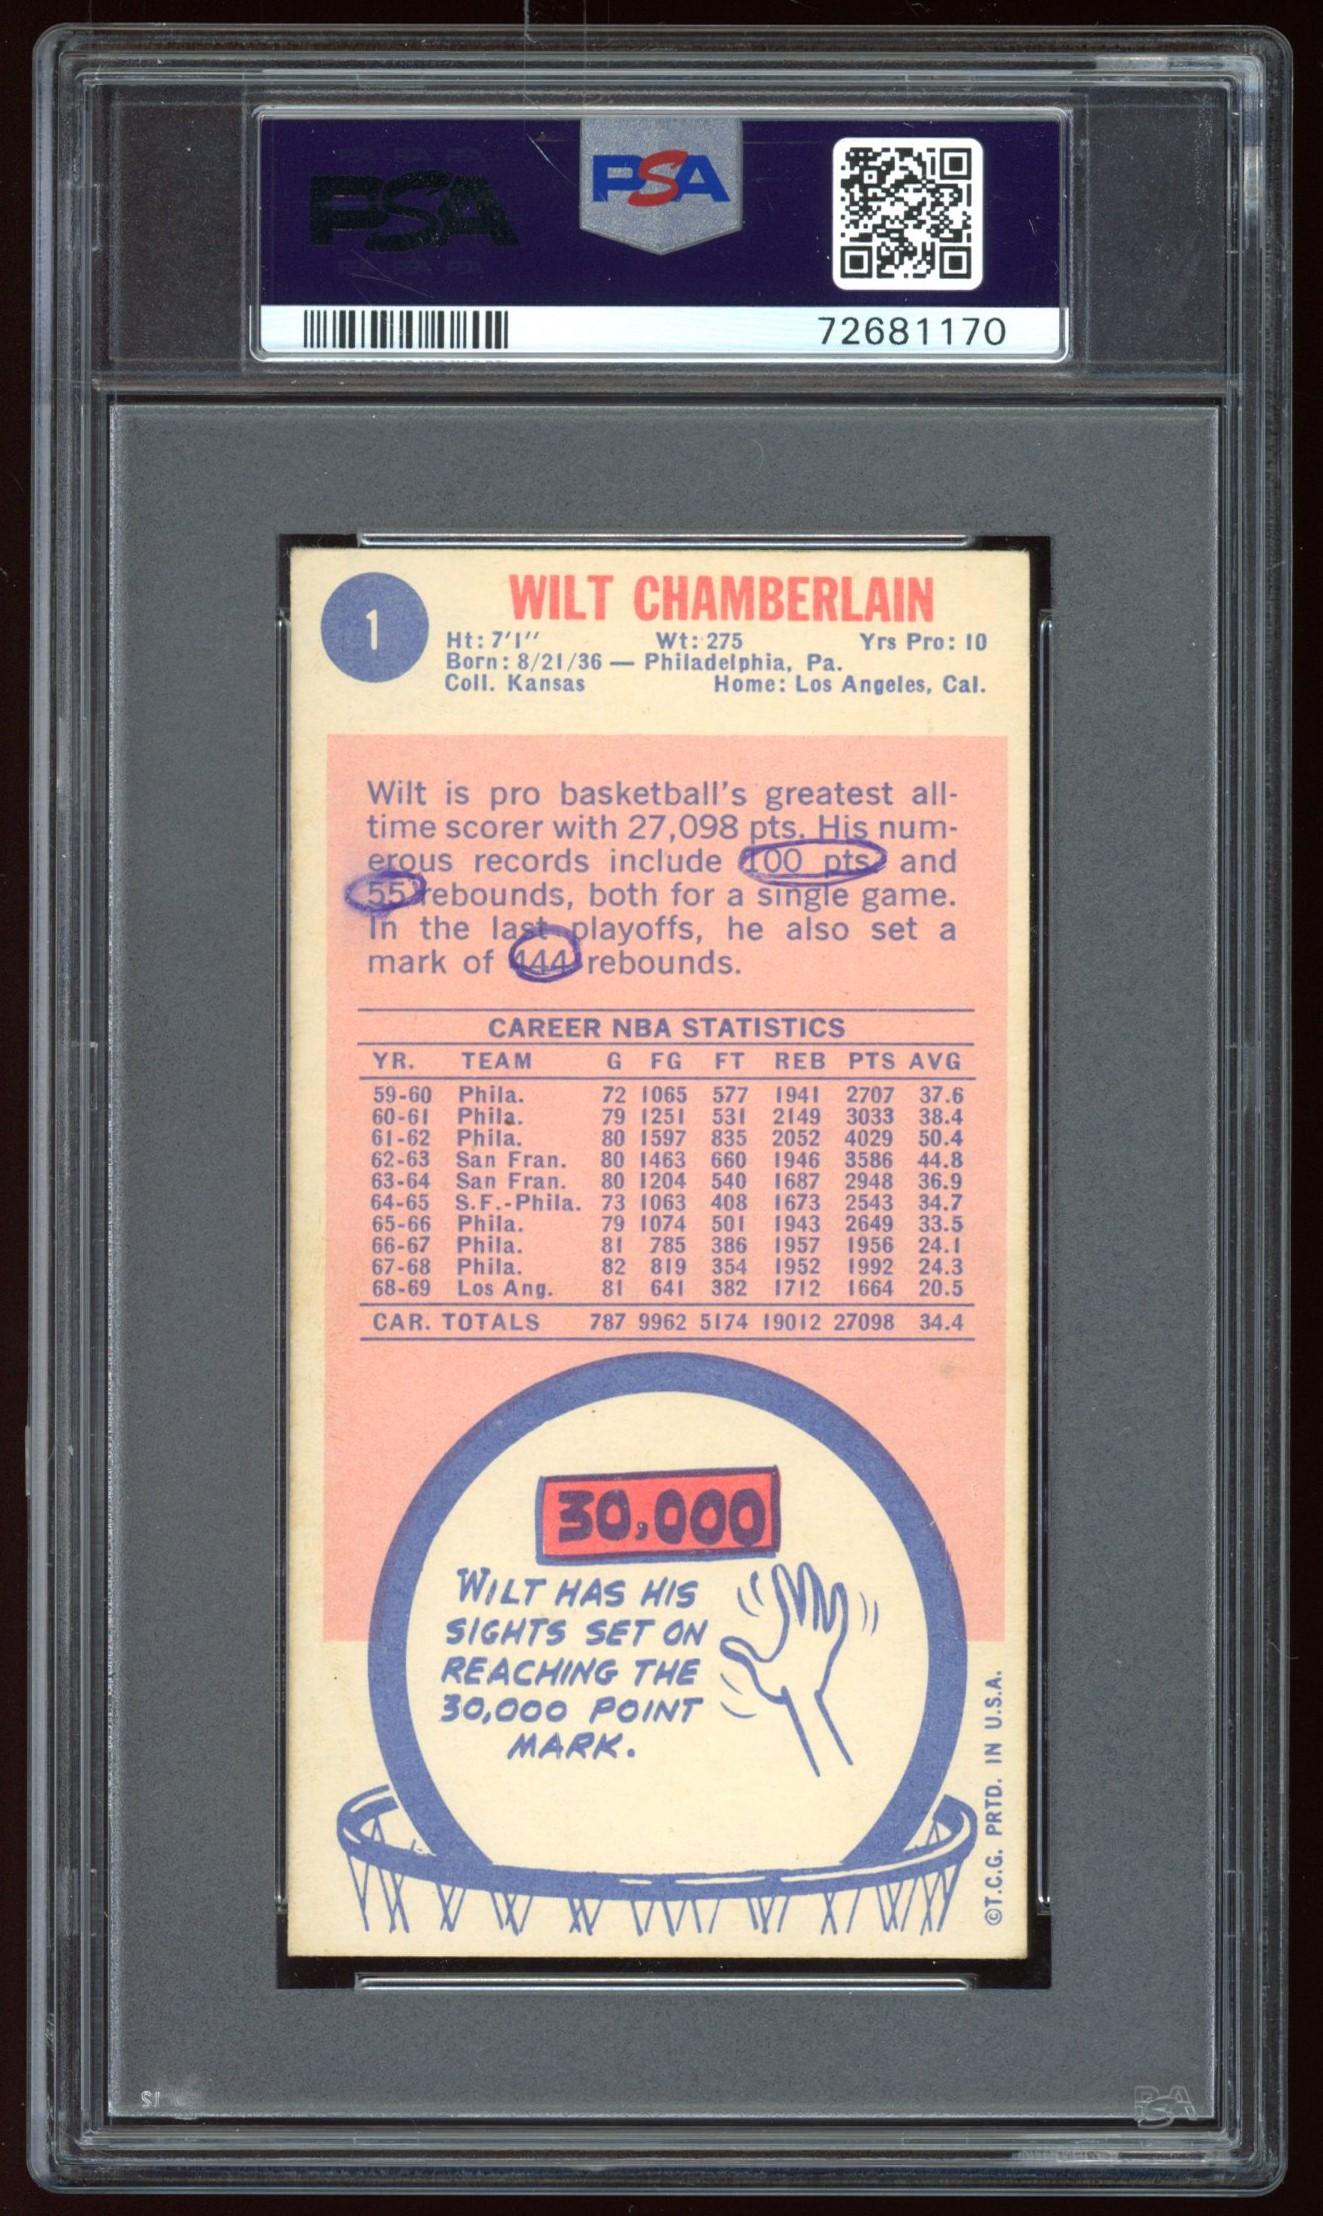 PSA
PSA
72681170
1
WILT CHAMBERLAIN
Ht: 7'1'' Wt: 275 Yrs Pro: 10
Born: 8/21/36 — Philadelphia, Pa.
Coll. Kansas Home: Los Angeles, Cal.
Wilt is pro basketball's greatest all-
time scorer with 27,098 pts. His num-
erous records include 100 pts. and
55 rebounds, both for a single game.
In the last playoffs, he also set a
mark of 444 rebounds.
CAREER NBA STATISTICS
YR. TEAM G FG FT REB PTS AVG
59-60 Phila. 72 1065 577 1941 2707 37.6
60-61 Phila. 79 1251 531 2149 3033 38.4
61-62 Phila. 80 1597 835 2052 4029 50.4
62-63 San Fran. 80 1463 660 1946 3586 44.8
63-64 San Fran. 80 1204 540 1687 2948 36.9
64-65 S.F.-Phila. 73 1063 408 1673 2543 34.7
65-66 Phila. 79 1074 501 1943 2649 33.5
66-67 Phila. 81 785 386 1957 1956 24.1
67-68 Phila. 82 819 354 1952 1992 24.3
68-69 Los Ang. 81 641 382 1712 1664 20.5
CAR. TOTALS 787 9962 5174 19012 27098 34.4
30,000
WILT HAS HIS
SIGHTS SET ON
REACHING THE
30,000 POINT
MARK.
©T.C.G. PRTD. IN U.S.A.
PSA